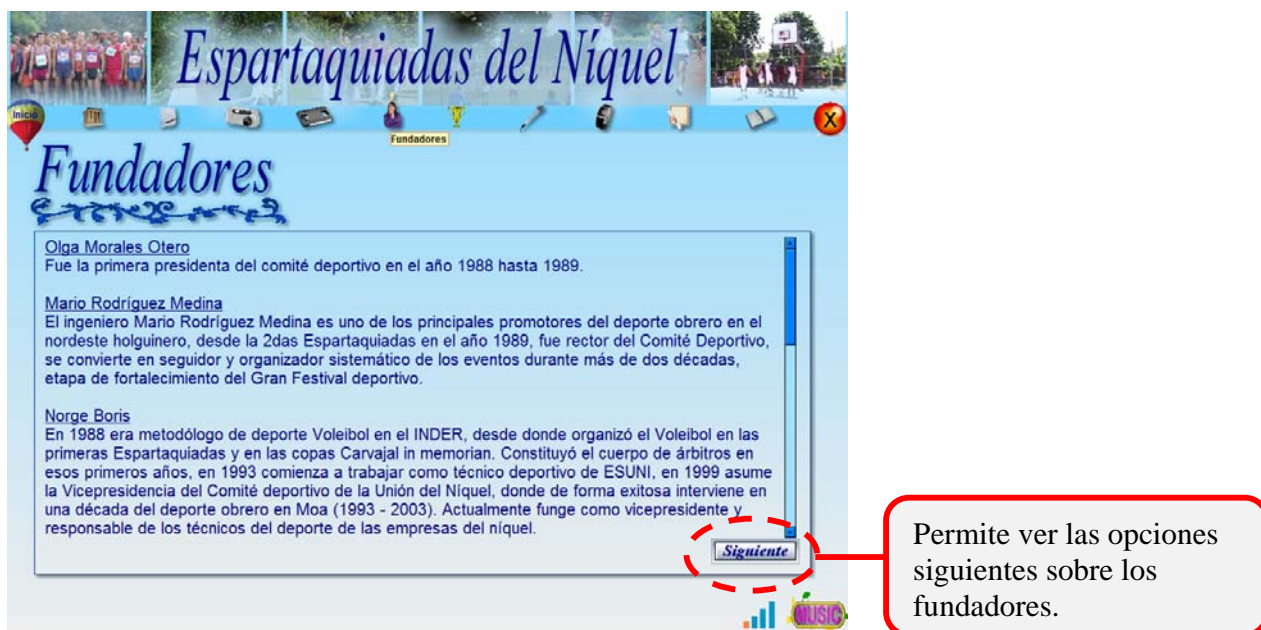 Espartaquiadas del Níquel
Inicio
X
Fundadores
Fundadores
Olga Morales Otero
Fue la primera presidenta del comité deportivo en el año 1988 hasta 1989.
Mario Rodríguez Medina
El ingeniero Mario Rodríguez Medina es uno de los principales promotores del deporte obrero en el
nordeste holguinero, desde la 2das Espartaquiadas en el año 1989, fue rector del Comité Deportivo,
se convierte en seguidor y organizador sistemático de los eventos durante más de dos décadas,
etapa de fortalecimiento del Gran Festival deportivo.
Norge Boris
En 1988 era metodólogo de deporte Voleibol en el INDER, desde donde organizó el Voleibol en las
primeras Espartaquiadas y en las copas Carvajal in memorian. Constituyó el cuerpo de árbitros en
esos primeros años, en 1993 comienza a trabajar como técnico deportivo de ESUNI, en 1999 asume
la Vicepresidencia del Comité deportivo de la Unión del Níquel, donde de forma exitosa interviene en
una década del deporte obrero en Moa (1993 - 2003). Actualmente funge como vicepresidente y
responsable de los técnicos del deporte de las empresas del níquel.
Siguiente
Permite ver las opciones
siguientes sobre los
fundadores.
MUSIC